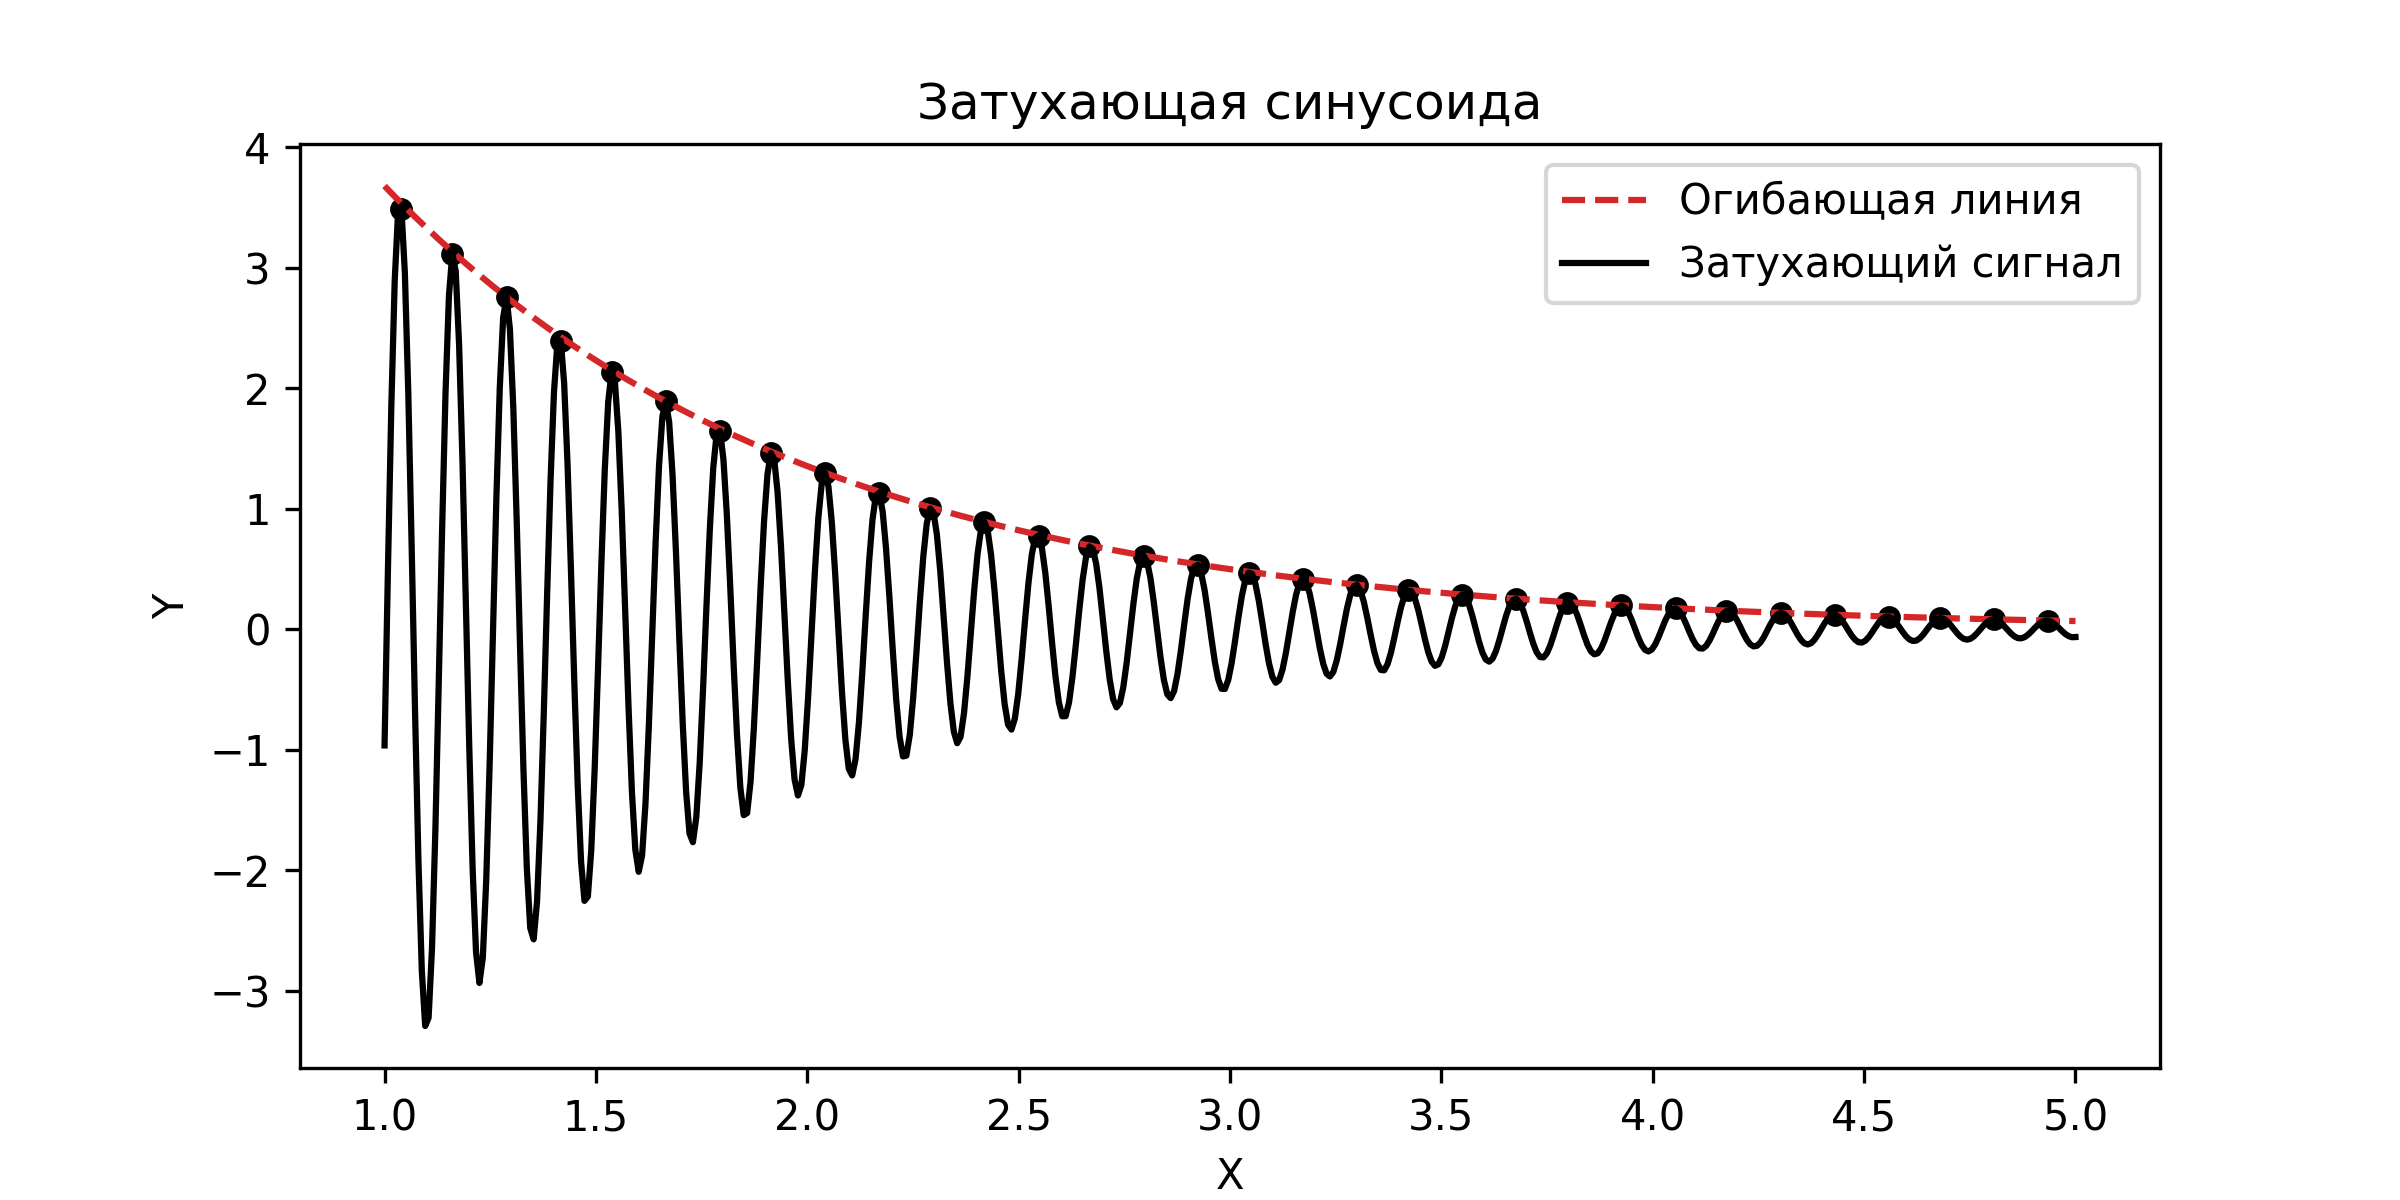 Затухающая синусоида
Огибающая линия
Затухающий сигнал
4
3
2
1
0
−1
−2
−3
Y
1.0 1.5 2.0 2.5 3.0 3.5 4.0 4.5 5.0
X